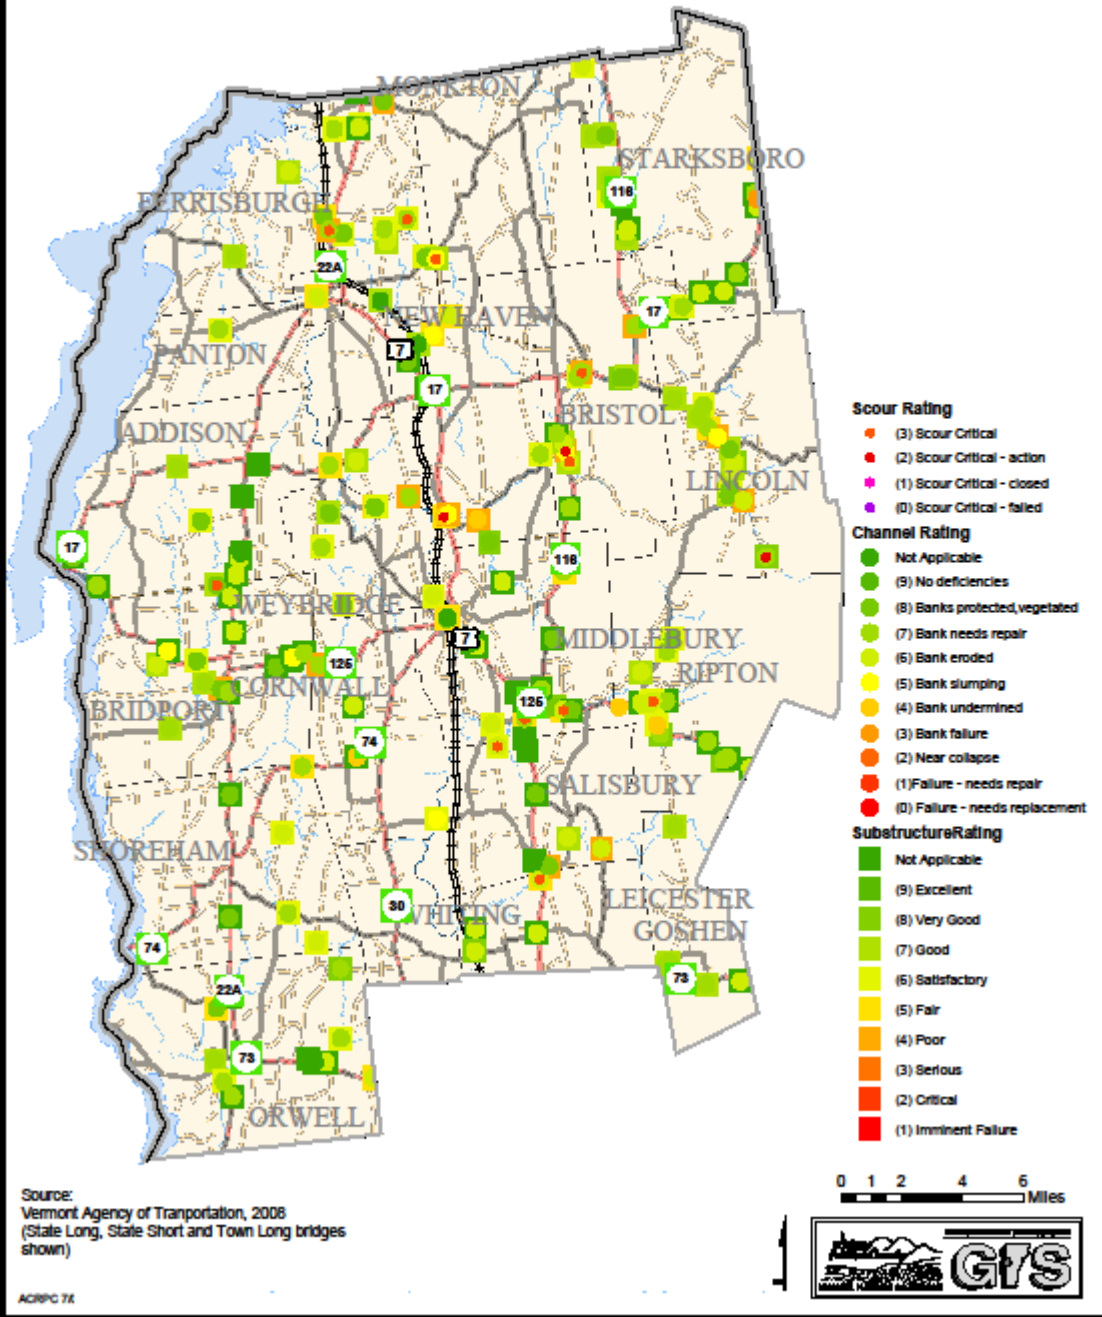 MONKTON
STARKSBORO
116
FERRISBURGH
22A
17
NEW HAVEN
7
PANTON
17
BRISTOL
ADDISON
LINCOLN
17
116
WEYBRIDGE
7
MIDDLEBURY
125
RIPTON
CORNWALL
125
BRIDPORT
74
SALISBURY
SHOREHAM
30
WHITING
LEICESTER
GOSHEN
74
73
22A
73
ORWELL
Scour Rating
(3) Scour Critical
(2) Scour Critical - action
(1) Scour Critical - closed
(0) Scour Critical - failed
Channel Rating
Not Applicable
(9) No deficiencies
(8) Banks protected,vegetated
(7) Bank needs repair
(6) Bank eroded
(5) Bank slumping
(4) Bank undermined
(3) Bank failure
(2) Near collapse
(1)Failure - needs repair
(0) Failure - needs replacement
SubstructureRating
Not Applicable
(9) Excellent
(8) Very Good
(7) Good
(6) Satisfactory
(5) Fair
(4) Poor
(3) Serious
(2) Critical
(1) Imminent Failure
0 1 2 4 6
Miles
Source:
Vermont Agency of Tranportation, 2008
(State Long, State Short and Town Long bridges
shown)
GIS
ACRPC